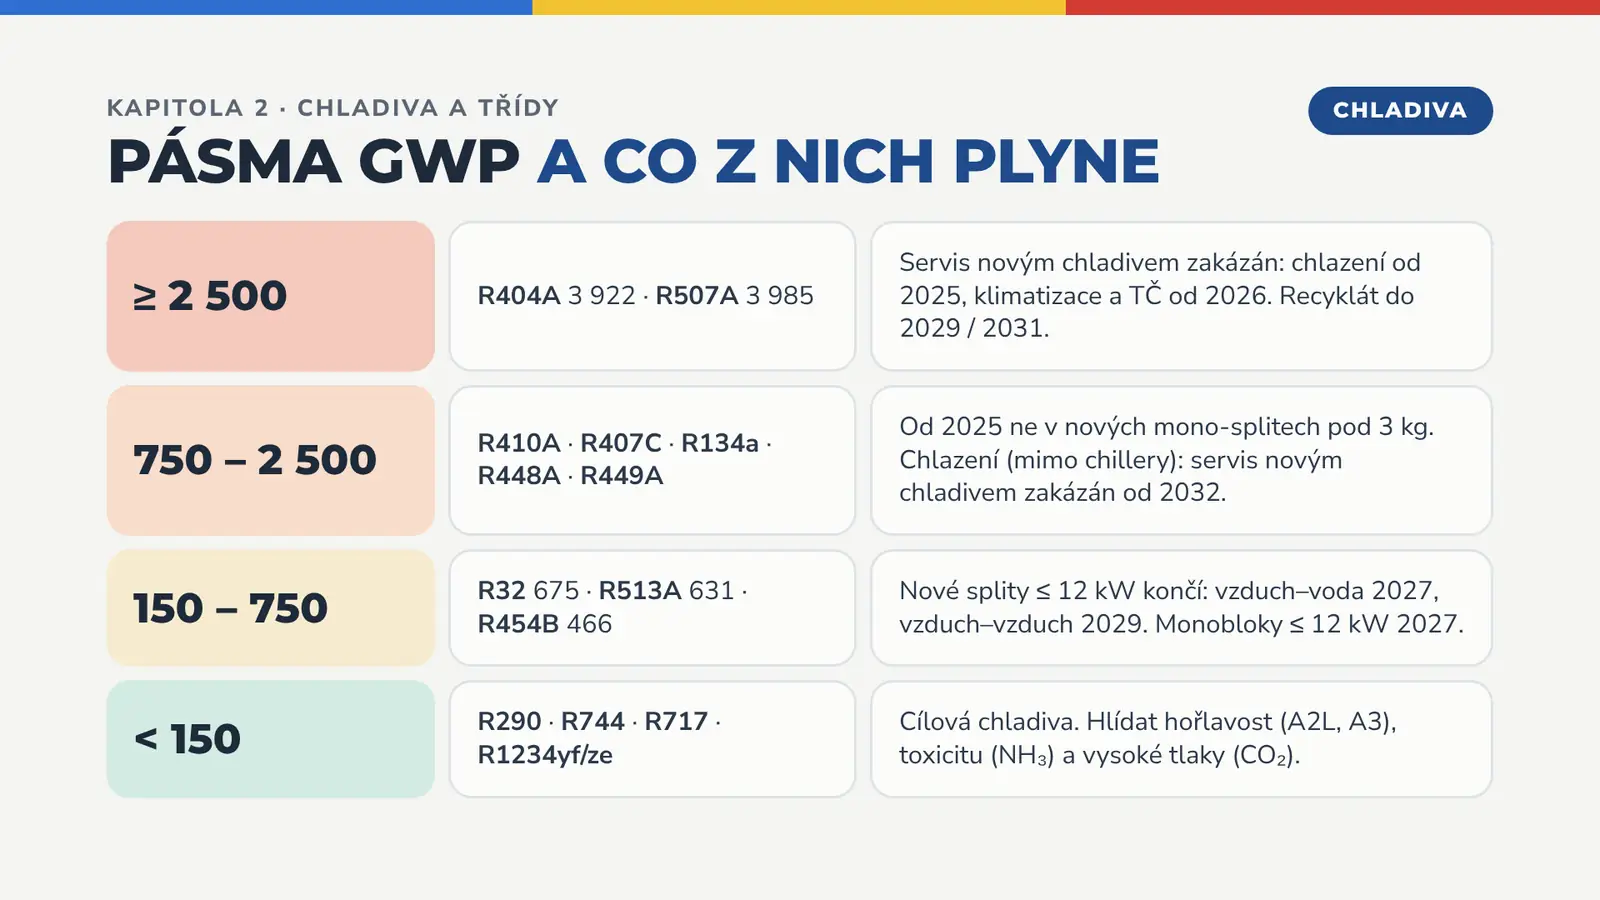 KAPITOLA 2 · CHLADIVA A TŘÍDY
CHLADIVA
PÁSMA GWP A CO Z NICH PLYNE
≥ 2 500
R404A 3 922 · R507A 3 985
Servis novým chladivem zakázán: chlazení od
2025, klimatizace a TČ od 2026. Recyklát do
2029 / 2031.
750 – 2 500
R410A · R407C · R134a ·
R448A · R449A
Od 2025 ne v nových mono-splitech pod 3 kg.
Chlazení (mimo chillery): servis novým
chladivem zakázán od 2032.
150 – 750
R32 675 · R513A 631 ·
R454B 466
Nové splity ≤ 12 kW končí: vzduch–voda 2027,
vzduch–vzduch 2029. Monobloky ≤ 12 kW 2027.
< 150
R290 · R744 · R717 ·
R1234yf/ze
Cílová chladiva. Hlídat hořlavost (A2L, A3),
toxicitu (NH₃) a vysoké tlaky (CO₂).